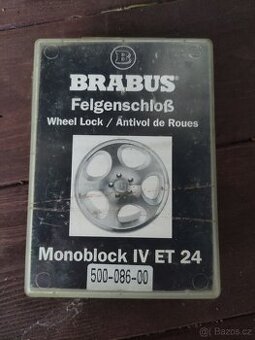 B
BRABUS®
Felgenschloß
Wheel Lock / Antivol de Roues
Monoblock IV ET 24
500-086-00
Bazos.cz